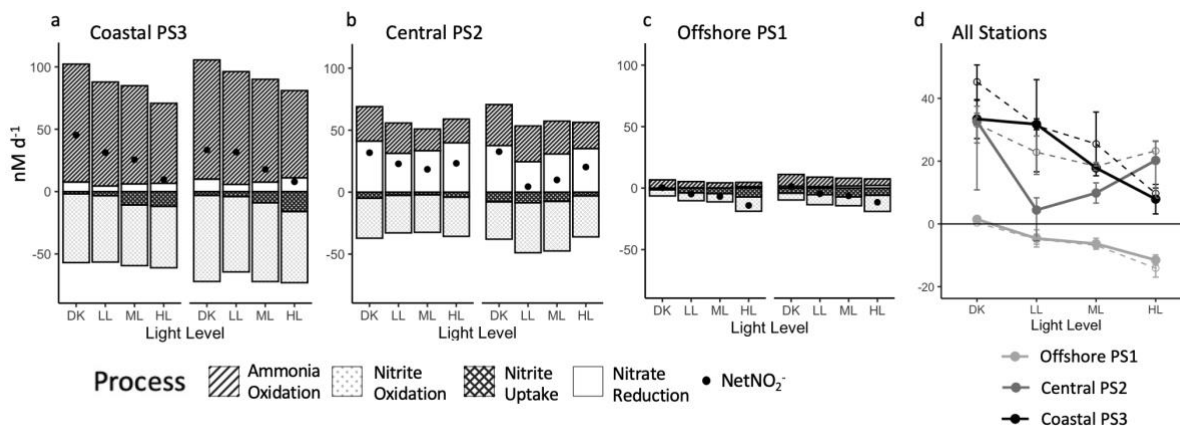 a
Coastal PS3
b
Central PS2
c
Offshore PS1
d
All Stations
nM d⁻¹
100
50
0
-50
DK LL ML HL DK LL ML HL
Light Level
100
50
0
-50
DK LL ML HL DK LL ML HL
Light Level
100
50
0
-50
DK LL ML HL DK LL ML HL
Light Level
40
20
0
-20
DK LL ML HL
Light Level
Process
Ammonia
Oxidation
Nitrite
Oxidation
Nitrite
Uptake
Nitrate
Reduction
NetNO₂⁻
Offshore PS1
Central PS2
Coastal PS3